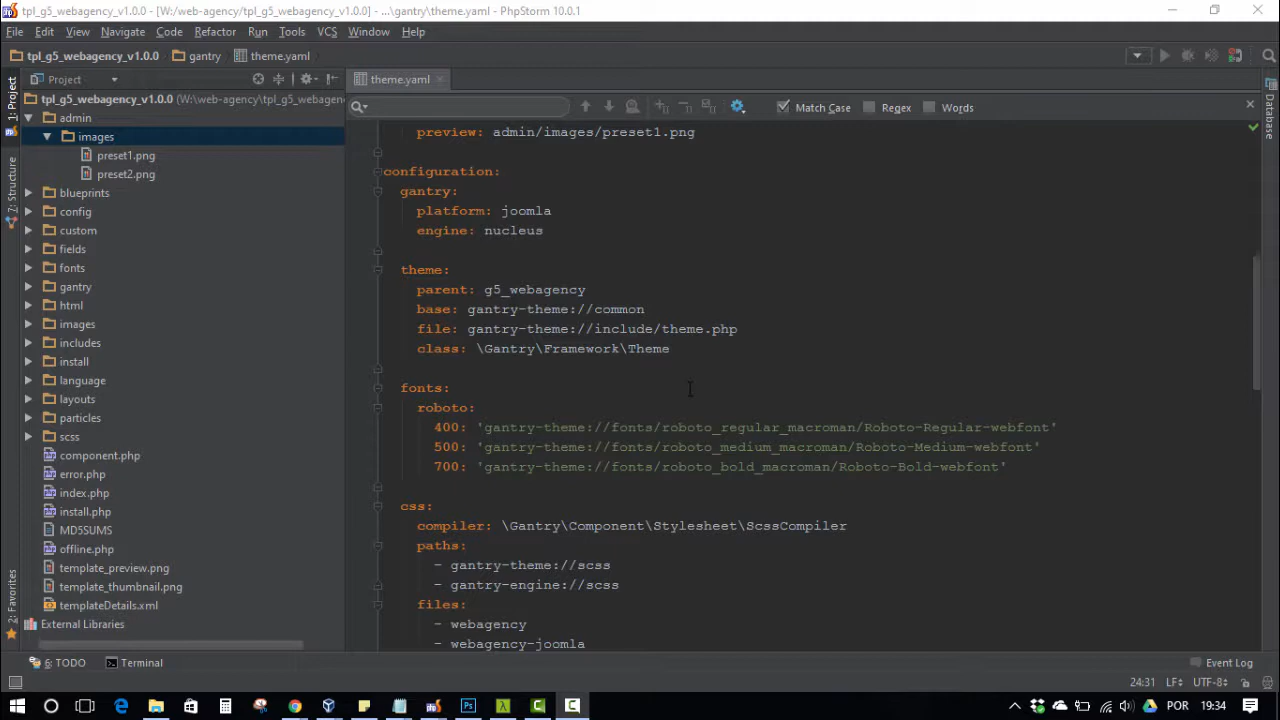 tpl_g5_webagency_v1.0.0 - [W:/web-agency/tpl_g5_webagency_v1.0.0] - ...\gantry\theme.yaml - PhpStorm 10.0.1
File Edit View Navigate Code Refactor Run Tools VCS Window Help
tpl_g5_webagency_v1.0.0 gantry theme.yaml
1: Project
7: Structure
2: Favorites
Project
tpl_g5_webagency_v1.0.0 (W:\web-agency\tpl_g5_webagen
admin
images
preset1.png
preset2.png
blueprints
config
custom
fields
fonts
gantry
html
images
includes
install
language
layouts
particles
scss
component.php
error.php
index.php
install.php
MD5SUMS
offline.php
template_preview.png
template_thumbnail.png
templateDetails.xml
External Libraries
theme.yaml
Match Case Regex Words
preview: admin/images/preset1.png
configuration:
gantry:
platform: joomla
engine: nucleus
theme:
parent: g5_webagency
base: gantry-theme://common
file: gantry-theme://include/theme.php
class: \Gantry\Framework\Theme
fonts:
roboto:
400: 'gantry-theme://fonts/roboto_regular_macroman/Roboto-Regular-webfont'
500: 'gantry-theme://fonts/roboto_medium_macroman/Roboto-Medium-webfont'
700: 'gantry-theme://fonts/roboto_bold_macroman/Roboto-Bold-webfont'
css:
compiler: \Gantry\Component\Stylesheet\ScssCompiler
paths:
- gantry-theme://scss
- gantry-engine://scss
files:
- webagency
- webagency-joomla
Database
6: TODO Terminal Event Log
24:31 LF UTF-8
POR 19:34